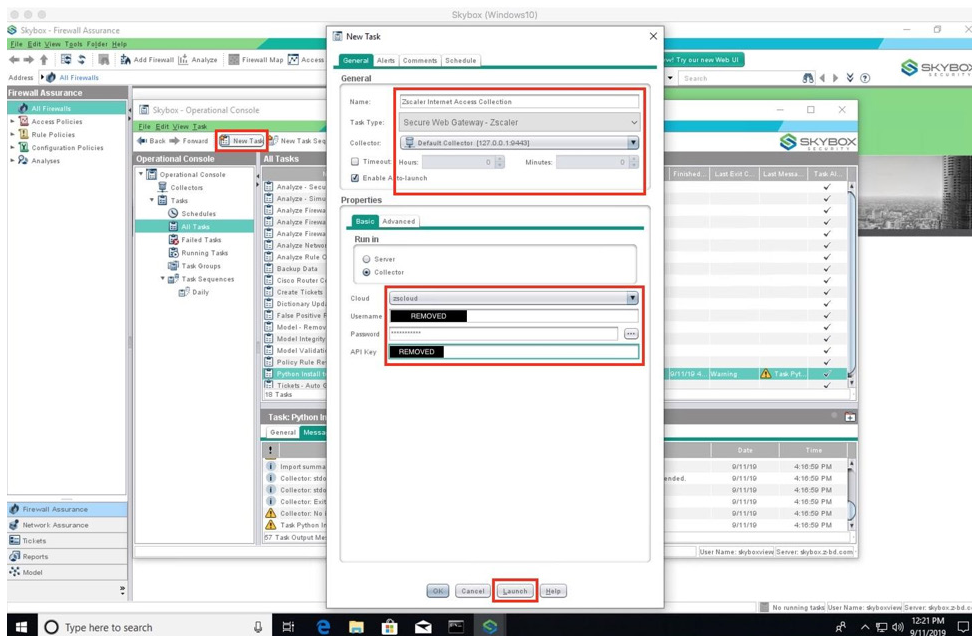 Skybox (Windows10)
Skybox - Firewall Assurance
File Edit View Tools Folder Help
Add Firewall Analyze Firewall Map Access
Try our new Web UI
Address All Firewalls
Search
SKYBOX
SECURITY
Firewall Assurance
All Firewalls
Access Policies
Rule Policies
Configuration Policies
Analyses
Firewall Assurance
Network Assurance
Tickets
Reports
Model
Skybox - Operational Console
File Edit View Task
Back Forward New Task New Task Seq
SKYBOX
SECURITY
Operational Console
Operational Console
Collectors
Tasks
Schedules
All Tasks
Failed Tasks
Running Tasks
Task Groups
Task Sequences
Daily
All Tasks
Finished... Last Exit C... Last Messa... Task Al...
Analyze - Secu
Analyze - Simu
Analyze Firewa
Analyze Firewa
Analyze Firewa
Analyze Networ
Analyze Rule C
Backup Data
Cisco Router C
Create Tickets
Dictionary Upda
False Positive F
Model - Remov
Model Integrity
Model Validati
Policy Rule Re
Python Install t
9/11/19 4... Warning Task Pyt...
Tickets - Auto G
18 Tasks
Task: Python In
General Messa
! Date Time
Import summa 9/11/19 4:16:59 PM
Collector: stdo ended. 9/11/19 4:16:59 PM
Collector: stdo 9/11/19 4:16:59 PM
Collector: Exit 9/11/19 4:16:59 PM
Collector: No i 9/11/19 4:16:59 PM
Task Python In 9/11/19 4:16:59 PM
57 Task Output Me
User Name: skyboxview Server: skybox.z-bd.com
New Task
General Alerts Comments Schedule
General
Name: Zscaler Internet Access Collection
Task Type: Secure Web Gateway - Zscaler
Collector: Default Collector [127.0.0.1:9443]
Timeout: Hours: 0 Minutes: 0
Enable Auto-launch
Properties
Basic Advanced
Run in
Server
Collector
Cloud zscloud
Username REMOVED
Password ***********
API Key REMOVED
OK Cancel Launch Help
No running tasks User Name: skyboxview Server: skybox.z-bd.c
Type here to search
12:21 PM
9/11/2019